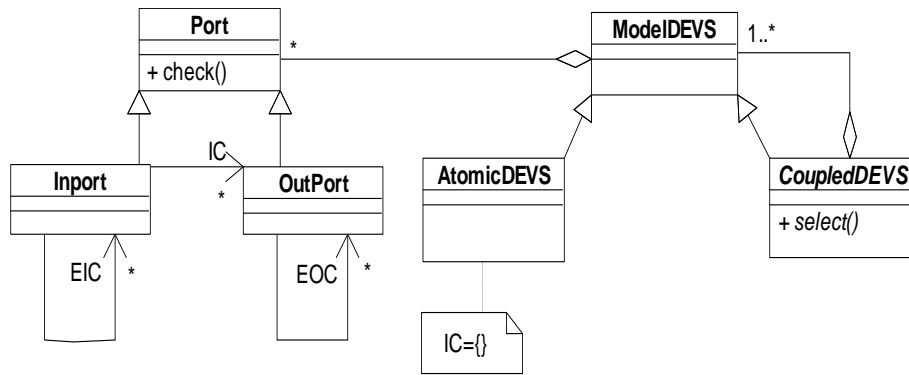 Port
+ check()
*
ModelDEVS
1..*
Inport
IC
*
OutPort
AtomicDEVS
CoupledDEVS
+ select()
EIC
*
EOC
*
IC={}